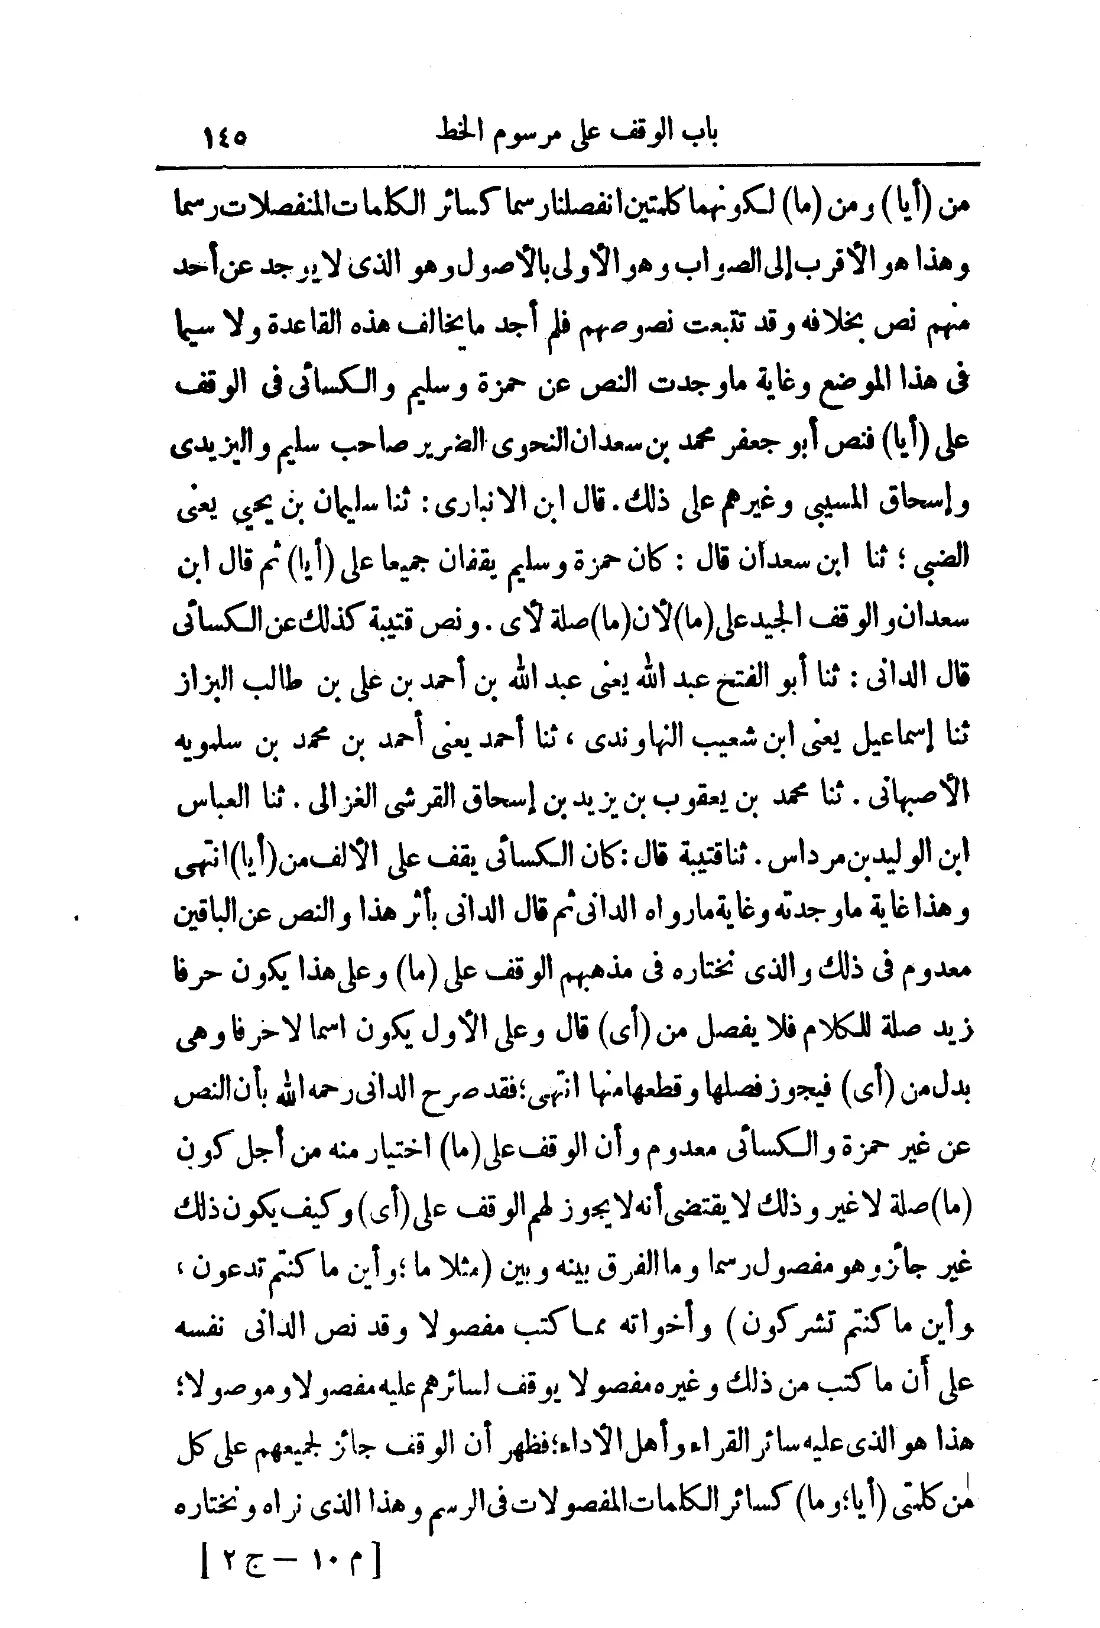 باب الوقف على مرسوم الخط ١٤٥
من (أيا) ومن (ما) لكونهما كلمتين انفصلتا رسما كسائر الكلمات المنفصلات رسما
وهذا هو الأقرب إلى الصواب وهو الأولى بالأصول وهو الذى لا يوجد عن أحد
منهم نص بخلافه وقد تتبعت نصوصهم فلم أجد ما يخالف هذه القاعدة ولا سيما
فى هذا الموضع وغاية ما وجدت النص عن حمزة وسليم والكسائى فى الوقف
على (أيا) فنص أبو جعفر محمد بن سعدان النحوى الضرير صاحب سليم واليزيدى
وإسحاق المسيبى وغيرهم على ذلك. قال ابن الانبارى: ثنا سليمان بن يحيى يعنى
الضبى؛ ثنا ابن سعدان قال : كان حمزة وسليم يقفان جميعا على (أيا) ثم قال ابن
سعدان والوقف الجيد على (ما) لأن (ما) صلة لأى. ونص قتيبة كذلك عن الكسائى
قال الدانى : ثنا أبو الفتح عبد الله يعنى عبد الله بن أحمد بن على بن طالب البزاز
ثنا إسماعيل يعنى ابن شعيب النهاوندى ، ثنا أحمد يعنى أحمد بن محمد بن سلمويه
الأصبهانى . ثنا محمد بن يعقوب بن يزيد بن إسحاق القرشى الغزالى . ثنا العباس
ابن الوليد بن مرداس . ثنا قتيبة قال : كان الكسائى يقف على الألف من (أيا) انتهى
وهذا غاية ما وجدته وغاية ما رواه الدانى ثم قال الدانى بأثر هذا والنص عن الباقين
معدوم فى ذلك والذى نختاره فى مذهبهم الوقف على (ما) وعلى هذا يكون حرفا
زيد صلة للكلام فلا يفصل من (أى) قال وعلى الأول يكون اسما لا حرفا وهى
بدل من (أى) فيجوز فصلها وقطعها منها انتهى؛ فقد صرح الدانى رحمه الله بأن النص
عن غير حمزة والكسائى معدوم وأن الوقف على (ما) اختيار منه من أجل كون
(ما) صلة لا غير وذلك لا يقتضى أنه لا يجوز لهم الوقف على (أى) وكيف يكون ذلك
غير جائز وهو مفصول رسما وما الفرق بينه وبين (مثلا ما؛ وأين ما كنتم تدعون ،
وأين ما كنتم تشركون) وأخواته مما كتب مفصولا وقد نص الدانى نفسه
على أن ما كتب من ذلك وغيره مفصولا يوقف لسائرهم عليه مفصولا وموصولا؛
هذا هو الذى عليه سائر القراء وأهل الأداء؛ فظهر أن الوقف جائز لجميعهم على كل
من كلمتى (أيا؛ وما) كسائر الكلمات المفصولات فى الرسم وهذا الذى نراه ونختاره
[م ١٠ – ج ٢]